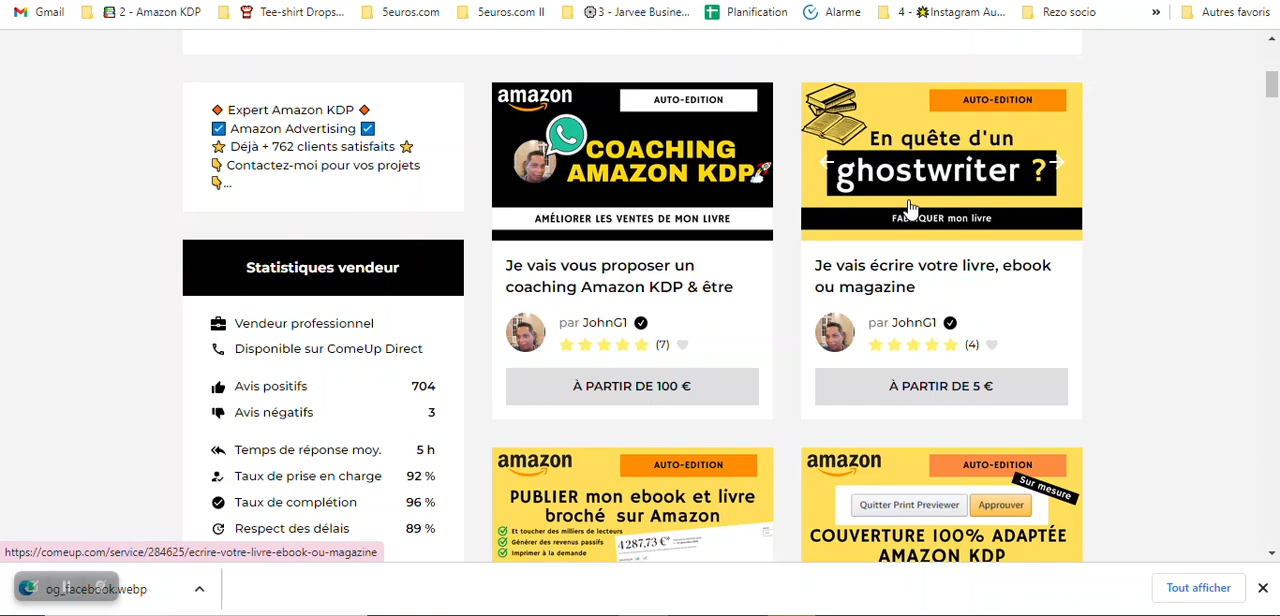 Gmail
2 - Amazon KDP
Tee-shirt Drops...
5euros.com
5euros.com II
3 - Jarvee Busine...
Planification
Alarme
4 - Instagram Au...
Rezo socio
»
Autres favoris
Expert Amazon KDP
Amazon Advertising
Déjà + 762 clients satisfaits
Contactez-moi pour vos projets
...
Statistiques vendeur
Vendeur professionnel
Disponible sur ComeUp Direct
Avis positifs 704
Avis négatifs 3
Temps de réponse moy. 5 h
Taux de prise en charge 92 %
Taux de complétion 96 %
Respect des délais 89 %
amazon
AUTO-EDITION
COACHING
AMAZON KDP
AMÉLIORER LES VENTES DE MON LIVRE
Je vais vous proposer un
coaching Amazon KDP & être
par JohnG1
(7)
À PARTIR DE 100 €
AUTO-EDITION
En quête d'un
ghostwriter ?
FABRIQUER mon livre
Je vais écrire votre livre, ebook
ou magazine
par JohnG1
(4)
À PARTIR DE 5 €
amazon
AUTO-EDITION
PUBLIER mon ebook et livre
broché sur Amazon
Et toucher des milliers de lecteurs
Générer des revenus passifs
Imprimer à la demande
4287,73 €
amazon
AUTO-EDITION
Sur mesure
Quitter Print Previewer
Approuver
COUVERTURE 100% ADAPTÉE
AMAZON KDP
https://comeup.com/service/284625/ecrire-votre-livre-ebook-ou-magazine
og_facebook.webp
Tout afficher